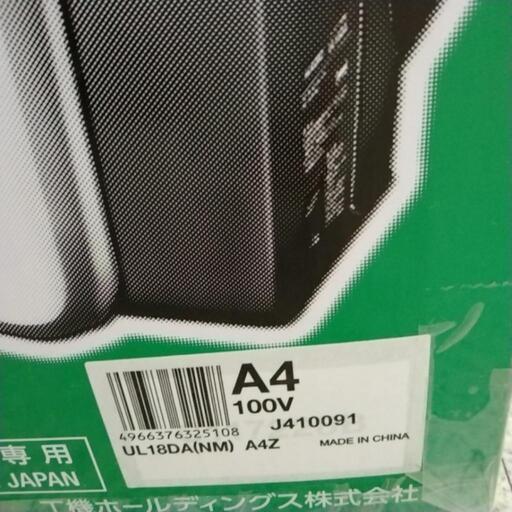 A4
100V
J410091
4966376325108
UL18DA(NM) A4Z
MADE IN CHINA
専用
JAPAN
工機ホールディングス株式会社